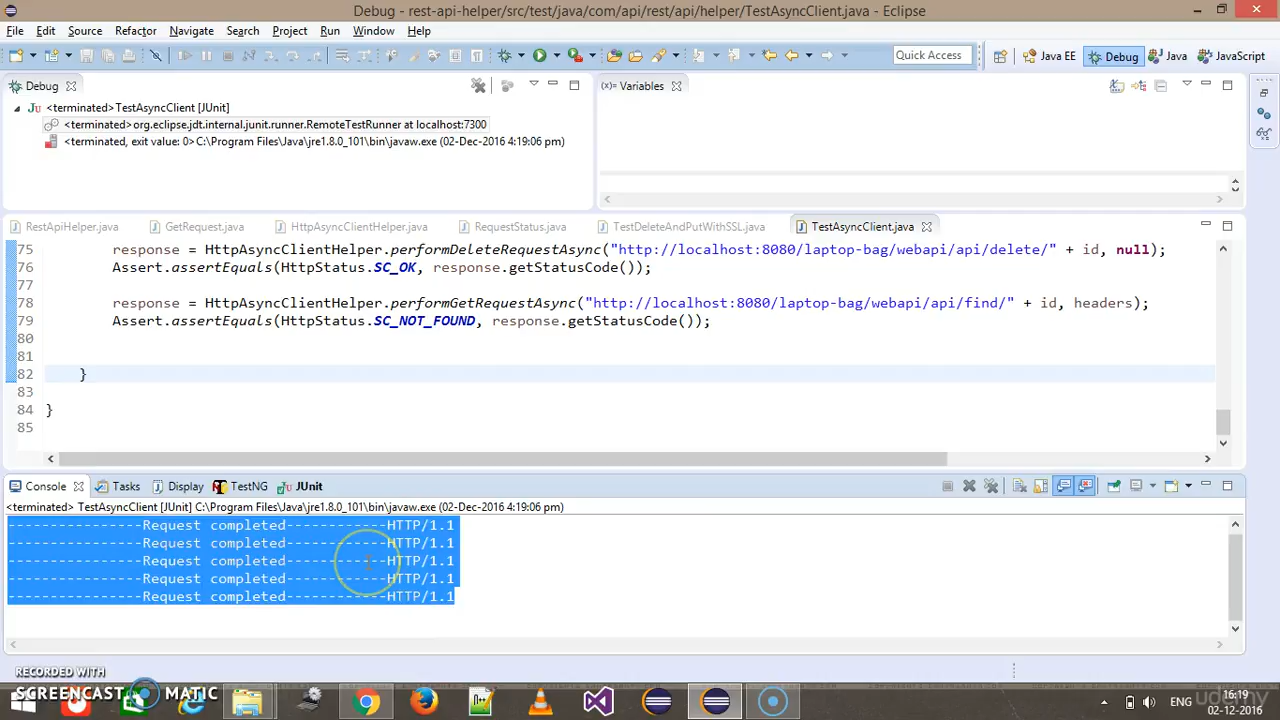 Debug - rest-api-helper/src/test/java/com/api/rest/api/helper/TestAsyncClient.java - Eclipse
File Edit Source Refactor Navigate Search Project Run Window Help
Quick Access Java EE Debug Java JavaScript
Debug
(x)= Variables
<terminated>TestAsyncClient [JUnit]
<terminated>org.eclipse.jdt.internal.junit.runner.RemoteTestRunner at localhost:7300
<terminated, exit value: 0>C:\Program Files\Java\jre1.8.0_101\bin\javaw.exe (02-Dec-2016 4:19:06 pm)
RestApiHelper.java GetRequest.java HttpAsyncClientHelper.java RequestStatus.java TestDeleteAndPutWithSSL.java TestAsyncClient.java
75 response = HttpAsyncClientHelper.performDeleteRequestAsync("http://localhost:8080/laptop-bag/webapi/api/delete/" + id, null);
76 Assert.assertEquals(HttpStatus.SC_OK, response.getStatusCode());
77
78 response = HttpAsyncClientHelper.performGetRequestAsync("http://localhost:8080/laptop-bag/webapi/api/find/" + id, headers);
79 Assert.assertEquals(HttpStatus.SC_NOT_FOUND, response.getStatusCode());
80
81
82 }
83
84 }
85
Console Tasks Display TestNG JUnit
<terminated> TestAsyncClient [JUnit] C:\Program Files\Java\jre1.8.0_101\bin\javaw.exe (02-Dec-2016 4:19:06 pm)
----------------Request completed------------HTTP/1.1
----------------Request completed------------HTTP/1.1
----------------Request completed------------HTTP/1.1
----------------Request completed------------HTTP/1.1
----------------Request completed------------HTTP/1.1
RECORDED WITH
SCREENCAST MATIC
ENG
16:19
02-12-2016
udemy